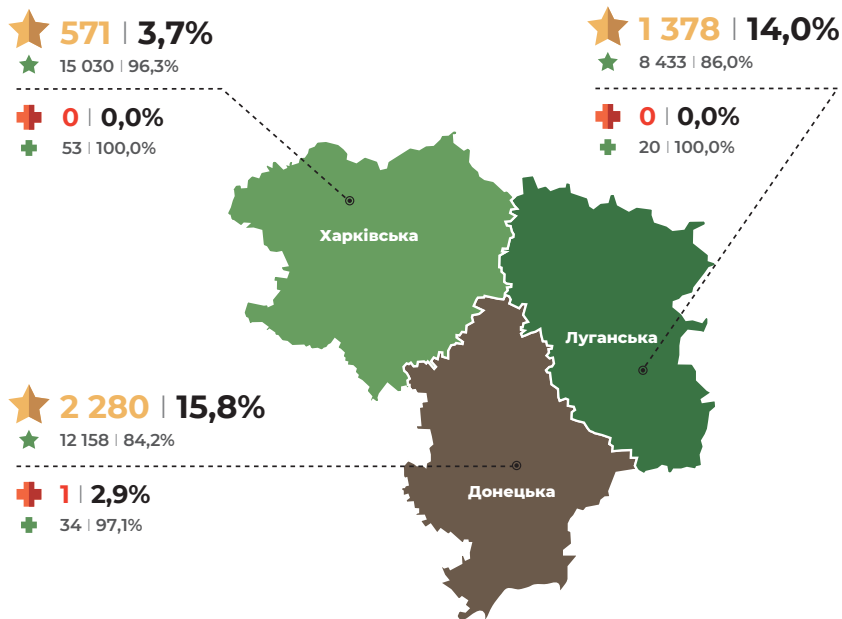 571 | 3,7%
15 030 | 96,3%
0 | 0,0%
53 | 100,0%
1 378 | 14,0%
8 433 | 86,0%
0 | 0,0%
20 | 100,0%
Харківська
Луганська
2 280 | 15,8%
12 158 | 84,2%
1 | 2,9%
34 | 97,1%
Донецька